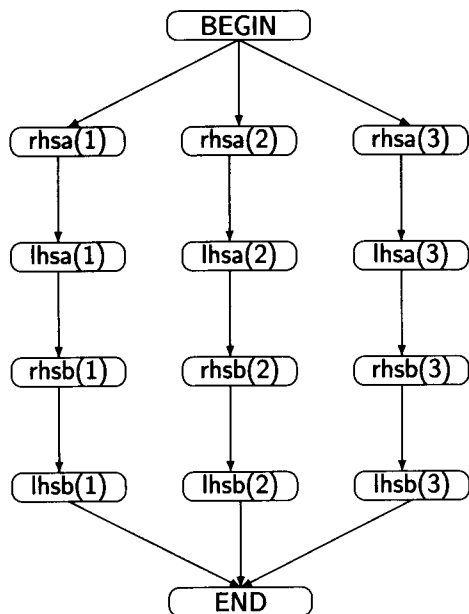 BEGIN
rhsa(1) rhsa(2) rhsa(3)
lhsa(1) lhsa(2) lhsa(3)
rhsb(1) rhsb(2) rhsb(3)
lhsb(1) lhsb(2) lhsb(3)
END